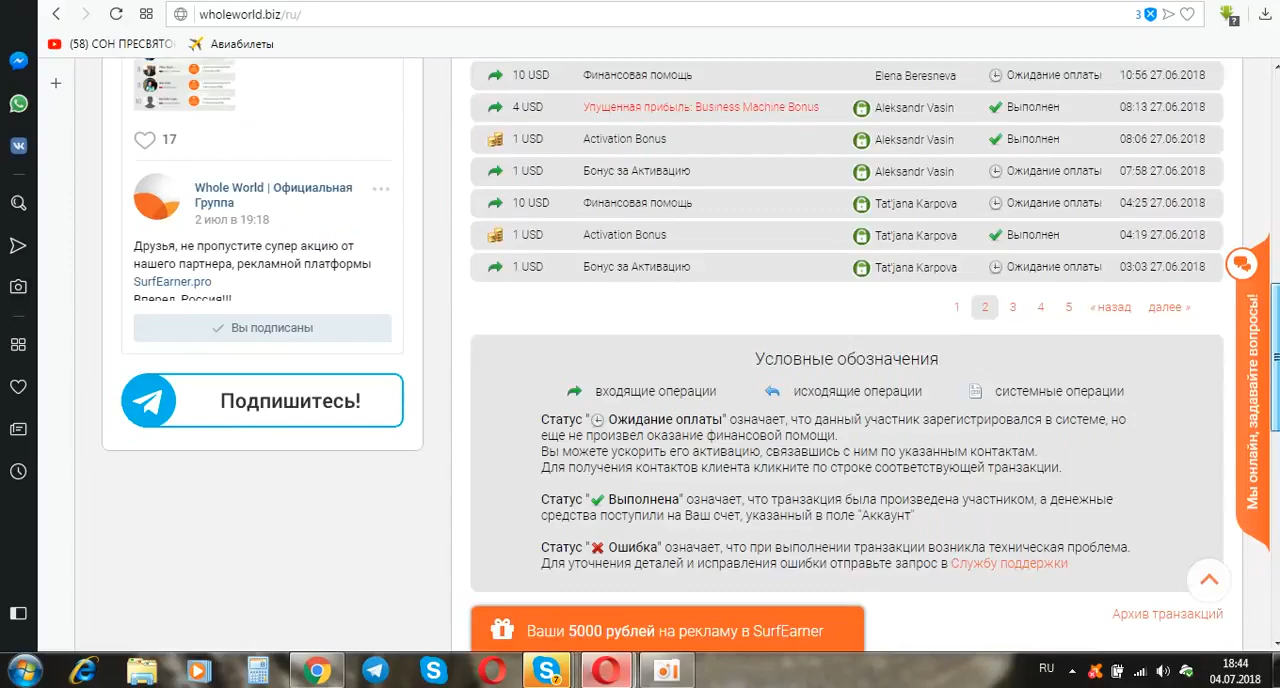 wholeworld.biz/ru/
3
(58) СОН ПРЕСВЯТО
Авиабилеты
17
Whole World | Официальная
Группа
2 июл в 19:18
Друзья, не пропустите супер акцию от
нашего партнера, рекламной платформы
SurfEarner.pro
Вперед, Россия!!!
Вы подписаны
Подпишитесь!
10 USD Финансовая помощь Elena Beresneva Ожидание оплаты 10:56 27.06.2018
4 USD Упущенная прибыль: Business Machine Bonus Aleksandr Vasin Выполнен 08:13 27.06.2018
1 USD Activation Bonus Aleksandr Vasin Выполнен 08:06 27.06.2018
1 USD Бонус за Активацию Aleksandr Vasin Ожидание оплаты 07:58 27.06.2018
10 USD Финансовая помощь Tat'jana Karpova Ожидание оплаты 04:25 27.06.2018
1 USD Activation Bonus Tat'jana Karpova Выполнен 04:19 27.06.2018
1 USD Бонус за Активацию Tat'jana Karpova Ожидание оплаты 03:03 27.06.2018
1 2 3 4 5 « назад далее »
Условные обозначения
входящие операции исходящие операции системные операции
Статус " Ожидание оплаты" означает, что данный участник зарегистрировался в системе, но
еще не произвел оказание финансовой помощи.
Вы можете ускорить его активацию, связавшись с ним по указанным контактам.
Для получения контактов клиента кликните по строке соответствующей транзакции.
Статус " Выполнена" означает, что транзакция была произведена участником, а денежные
средства поступили на Ваш счет, указанный в поле "Аккаунт"
Статус " Ошибка" означает, что при выполнении транзакции возникла техническая проблема.
Для уточнения деталей и исправления ошибки отправьте запрос в Службу поддержки
Архив транзакций
Ваши 5000 рублей на рекламу в SurfEarner
Мы онлайн, задавайте вопросы!
7
RU
18:44
04.07.2018